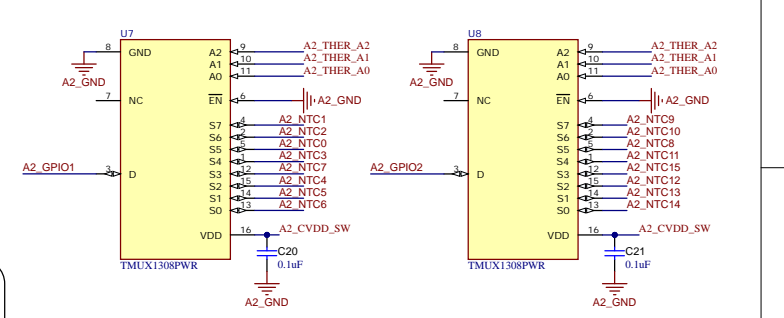 U7
8 GND A2 9 A2_THER_A2
A1 10 A2_THER_A1
A2_GND A0 11 A2_THER_A0
7 NC EN 6 A2_GND
S7 4 A2_NTC1
S6 2 A2_NTC2
S5 5 A2_NTC0
S4 1 A2_NTC3
A2_GPIO1 3 D S3 12 A2_NTC7
S2 15 A2_NTC4
S1 14 A2_NTC5
S0 13 A2_NTC6
VDD 16 A2_CVDD_SW
C20
TMUX1308PWR 0.1uF
A2_GND
U8
8 GND A2 9 A2_THER_A2
A1 10 A2_THER_A1
A2_GND A0 11 A2_THER_A0
7 NC EN 6 A2_GND
S7 4 A2_NTC9
S6 2 A2_NTC10
S5 5 A2_NTC8
S4 1 A2_NTC11
A2_GPIO2 3 D S3 12 A2_NTC15
S2 15 A2_NTC12
S1 14 A2_NTC13
S0 13 A2_NTC14
VDD 16 A2_CVDD_SW
C21
TMUX1308PWR 0.1uF
A2_GND